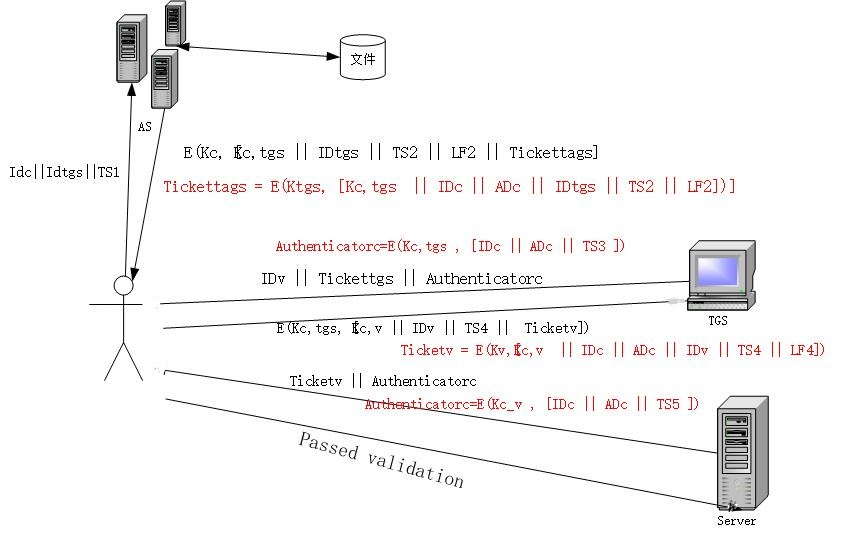 文件
AS
E(Kc, [Kc,tgs || IDtgs || TS2 || LF2 || Tickettags]
Idc||Idtgs||TS1
Tickettags = E(Ktgs, [Kc,tgs || IDc || ADc || IDtgs || TS2 || LF2])]
Authenticatorc=E(Kc,tgs , [IDc || ADc || TS3 ])
IDv || Tickettgs || Authenticatorc
TGS
E(Kc,tgs, [Kc,v || IDv || TS4 || Ticketv])
Ticketv = E(Kv,[Kc,v || IDc || ADc || IDv || TS4 || LF4])
Ticketv || Authenticatorc
Authenticatorc=E(Kc_v , [IDc || ADc || TS5 ])
Passed validation
Server